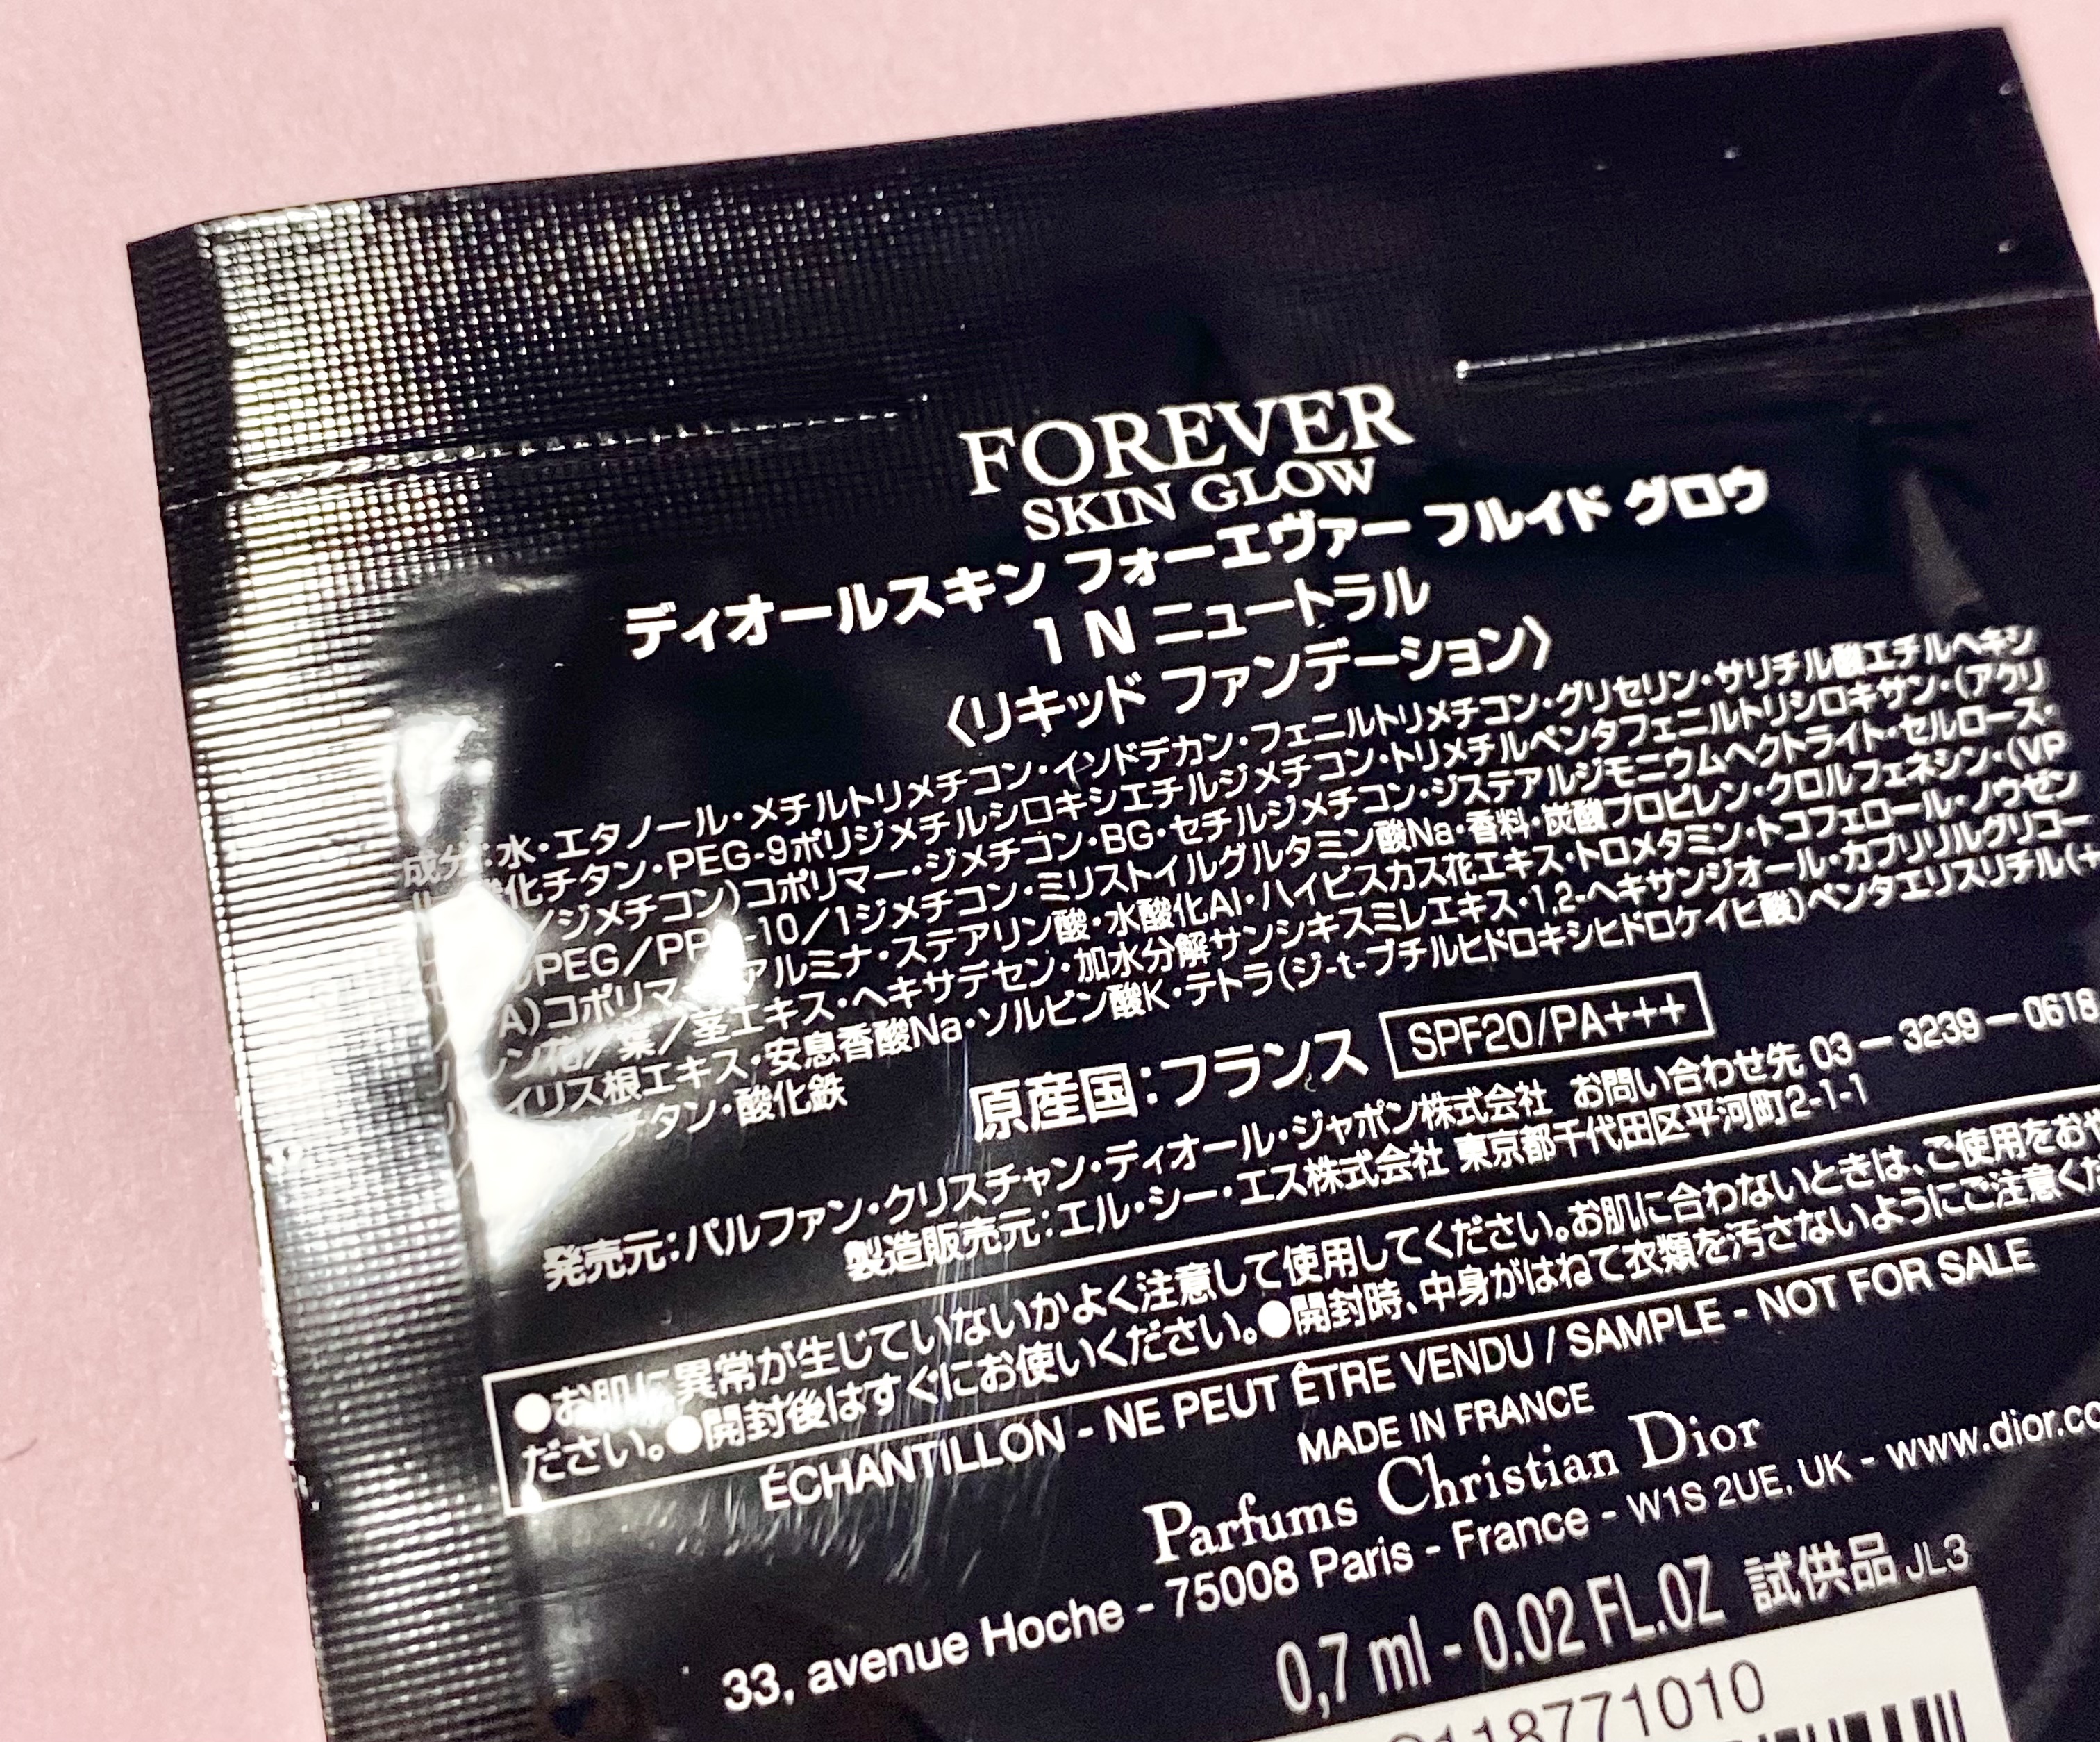 FOREVER
SKIN GLOW
ディオールスキン フォーエヴァー フルイド グロウ
1 N ニュートラル
〈リキッド ファンデーション〉
成分:水・エタノール・メチルトリメチコン・イソドデカン・フェニルトリメチコン・グリセリン・サリチル酸エチルヘキシ
化チタン・PEG-9ポリジメチルシロキシエチルジメチコン・トリメチルペンタフェニルトリシロキサン・(アクリ
/ジメチコン)コポリマー・ジメチコン・BG・セチルジメチコン・ジステアルジモニウムヘクトライト・セルロース・
PEG/PP -10/1ジメチコン・ミリストイルグルタミン酸Na・香料・炭酸プロピレン・クロルフェネシン・(VP
A)コポリマ アルミナ・ステアリン酸・水酸化Al・ハイビスカス花エキス・トロメタミン・トコフェロール・ノウゼン
ン花/葉/茎エキス・ヘキサデセン・加水分解サンシキスミレエキス・1,2-ヘキサンジオール・カプリリルグリコー
イリス根エキス・安息香酸Na・ソルビン酸K・テトラ(ジ-t-ブチルヒドロキシヒドロケイヒ酸)ペンタエリスリチル(+
チタン・酸化鉄
原産国:フランス SPF20/PA+++
発売元:パルファン・クリスチャン・ディオール・ジャポン株式会社 お問い合わせ先 03-3239-0618
製造販売元:エル・シー・エス株式会社 東京都千代田区平河町2-1-1
●お肌に異常が生じていないかよく注意して使用してください。お肌に合わないときは、ご使用をおや
ださい。●開封後はすぐにお使いください。●開封時、中身がはねて衣類を汚さないようにご注意くだ
ÉCHANTILLON - NE PEUT ÊTRE VENDU / SAMPLE - NOT FOR SALE
MADE IN FRANCE
Parfums Christian Dior
33, avenue Hoche - 75008 Paris - France - W1S 2UE, UK - www.dior.co
0,7 ml - 0.02 FL.OZ 試供品 JL3
118771010